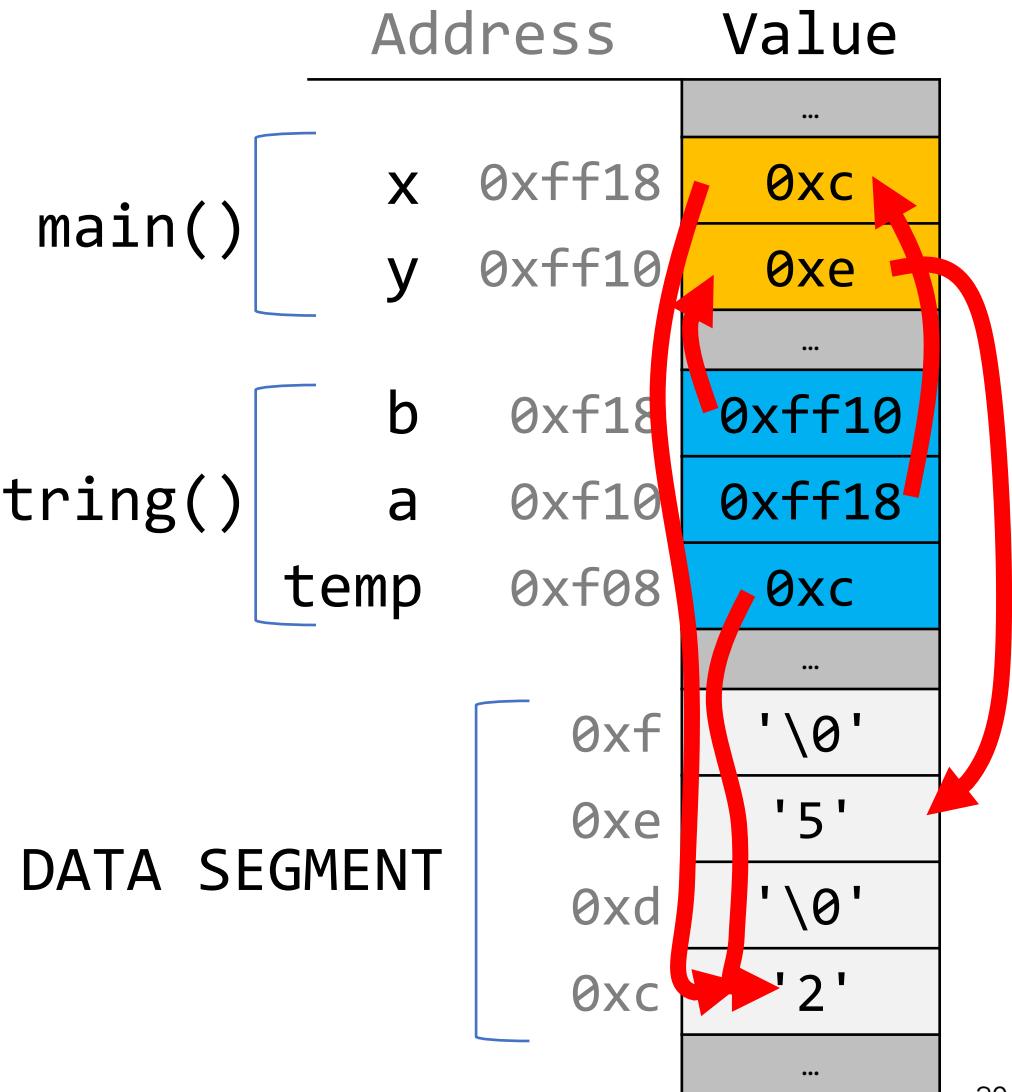 Address Value
…
x 0xff18 0xc
main()
y 0xff10 0xe
…
b 0xf18 0xff10
tring() a 0xf10 0xff18
temp 0xf08 0xc
…
0xf '\0'
0xe '5'
DATA SEGMENT
0xd '\0'
0xc '2'
…